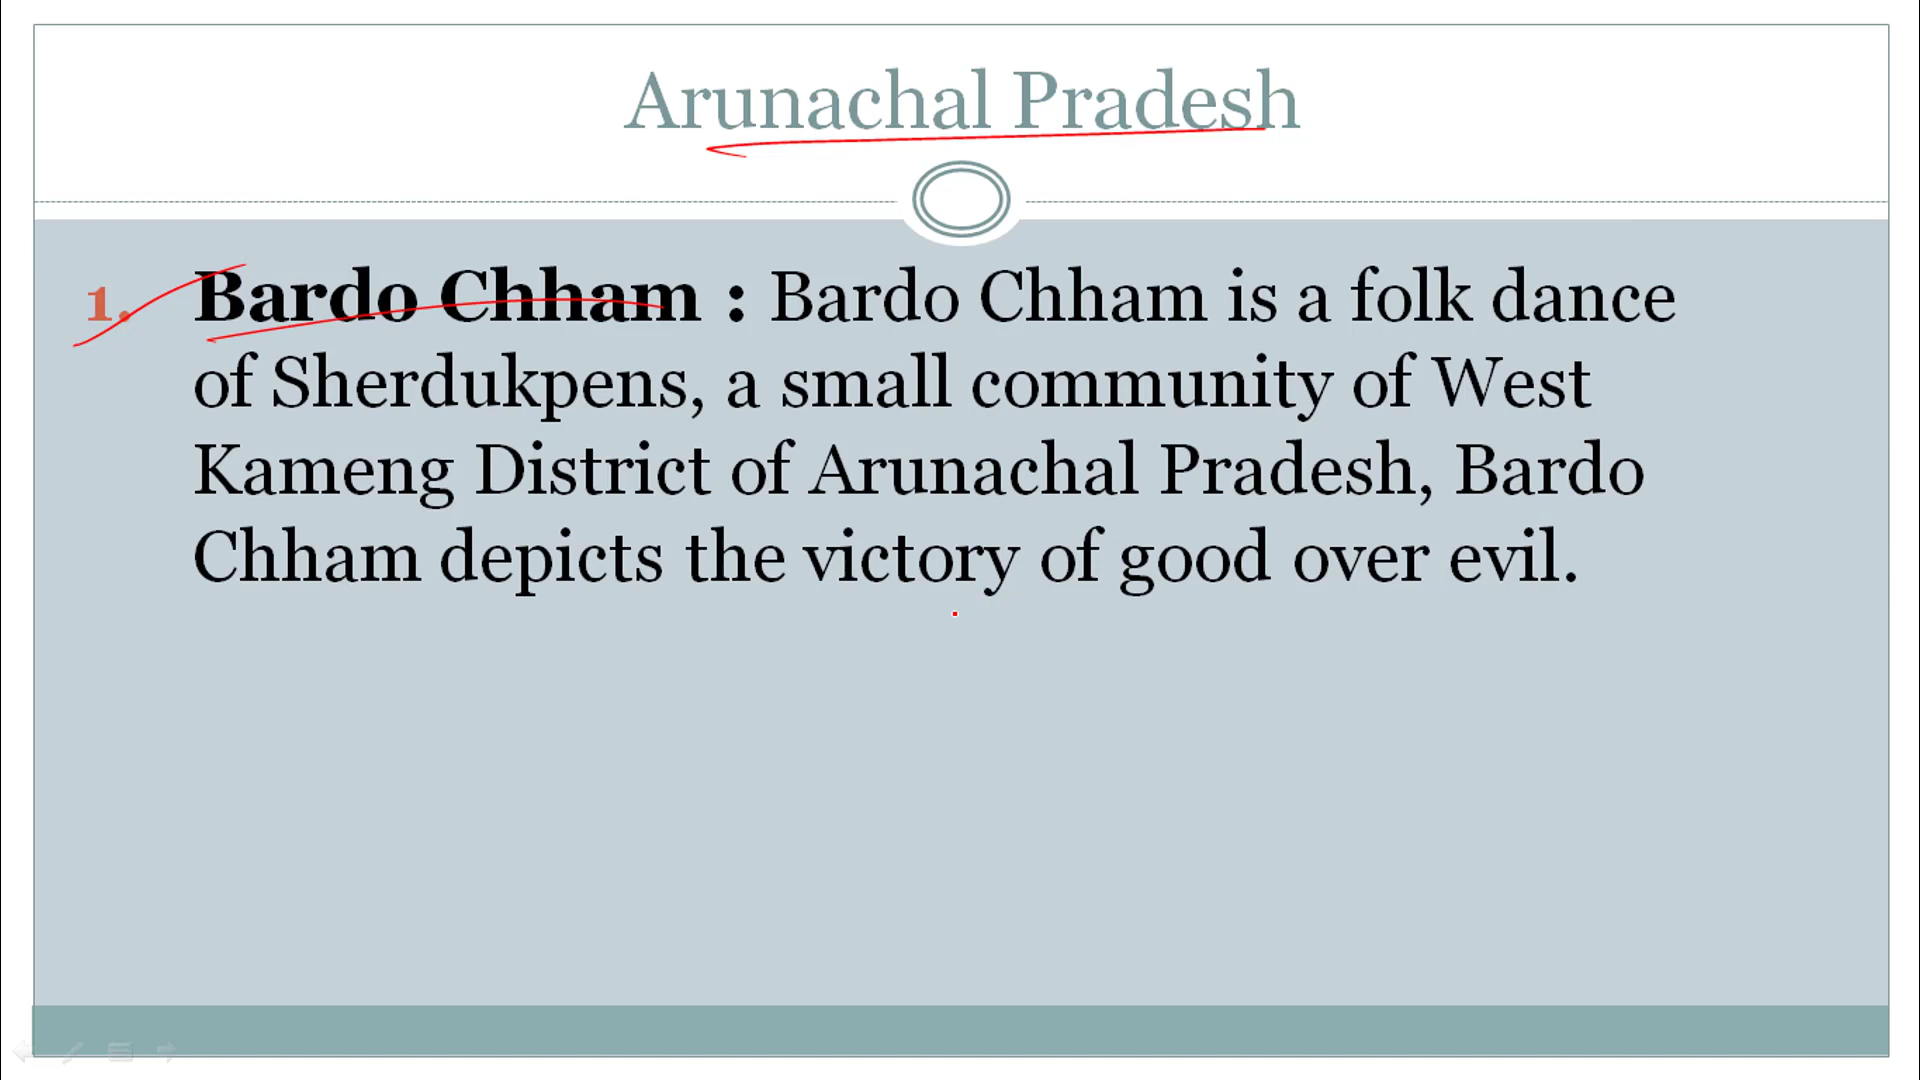 Arunachal Pradesh
1. Bardo Chham : Bardo Chham is a folk dance
of Sherdukpens, a small community of West
Kameng District of Arunachal Pradesh, Bardo
Chham depicts the victory of good over evil.